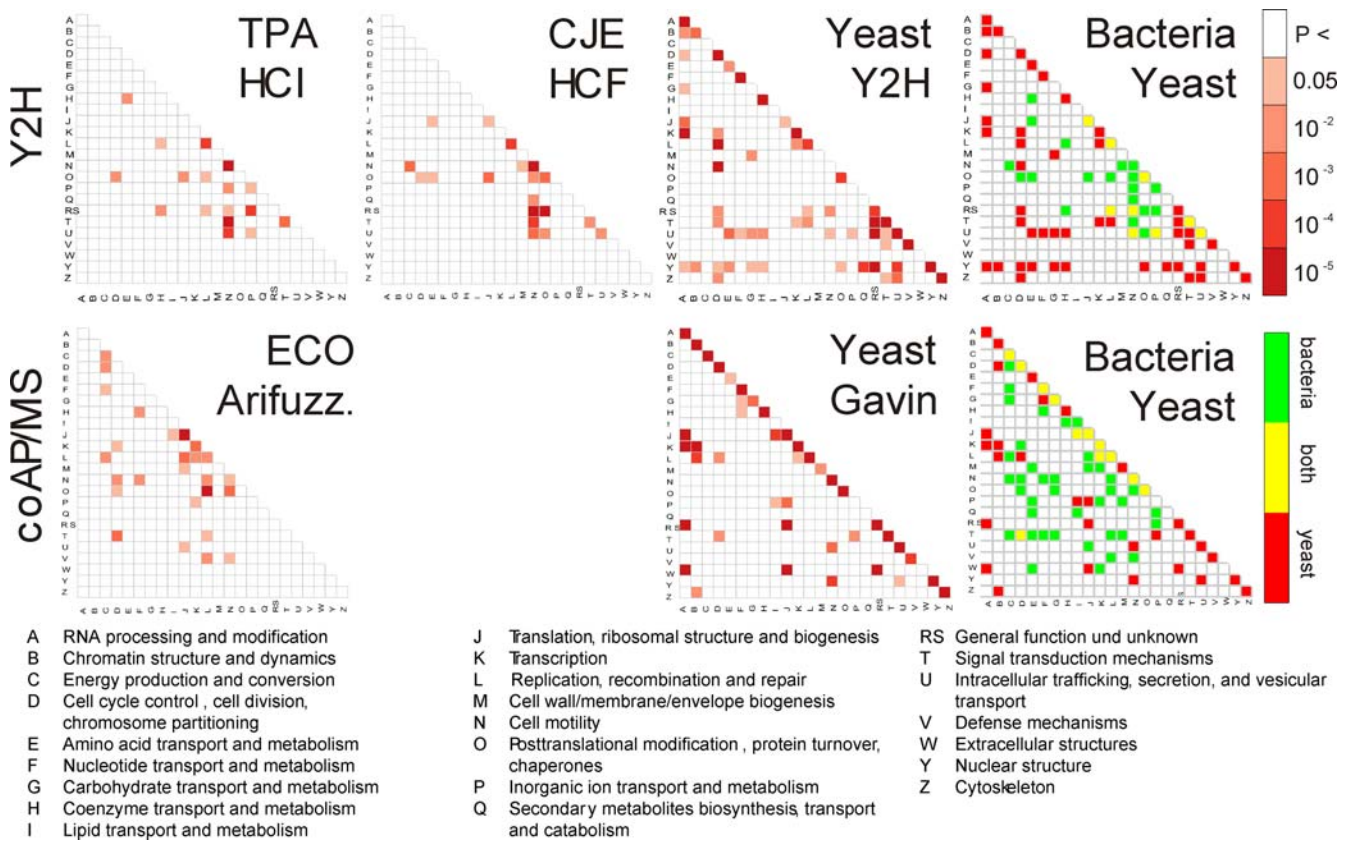 Y2H
TPA
HCI
CJE
HCF
Yeast
Y2H
Bacteria
Yeast
P <
0.05
10 -2
10 -3
10 -4
10 -5
A
B
C
D
E
F
G
H
I
J
K
L
M
N
O
P
Q
RS
T
U
V
W
Y
Z
A B C D E F G H I J K L M N O P Q RS T U V W Y Z
coAP/MS
ECO
Arifuzz.
Yeast
Gavin
Bacteria
Yeast
bacteria
both
yeast
A RNA processing and modification
B Chromatin structure and dynamics
C Energy production and conversion
D Cell cycle control , cell division,
chromosome partitioning
E Amino acid transport and metabolism
F Nucleotide transport and metabolism
G Carbohydrate transport and metabolism
H Coenzyme transport and metabolism
I Lipid transport and metabolism
J Translation, ribosomal structure and biogenesis
K Transcription
L Replication, recombination and repair
M Cell wall/membrane/envelope biogenesis
N Cell motility
O Posttranslational modification , protein turnover,
chaperones
P Inorganic ion transport and metabolism
Q Secondary metabolites biosynthesis, transport
and catabolism
RS General function und unknown
T Signal transduction mechanisms
U Intracellular trafficking, secretion, and vesicular
transport
V Defense mechanisms
W Extracellular structures
Y Nuclear structure
Z Cytoskeleton